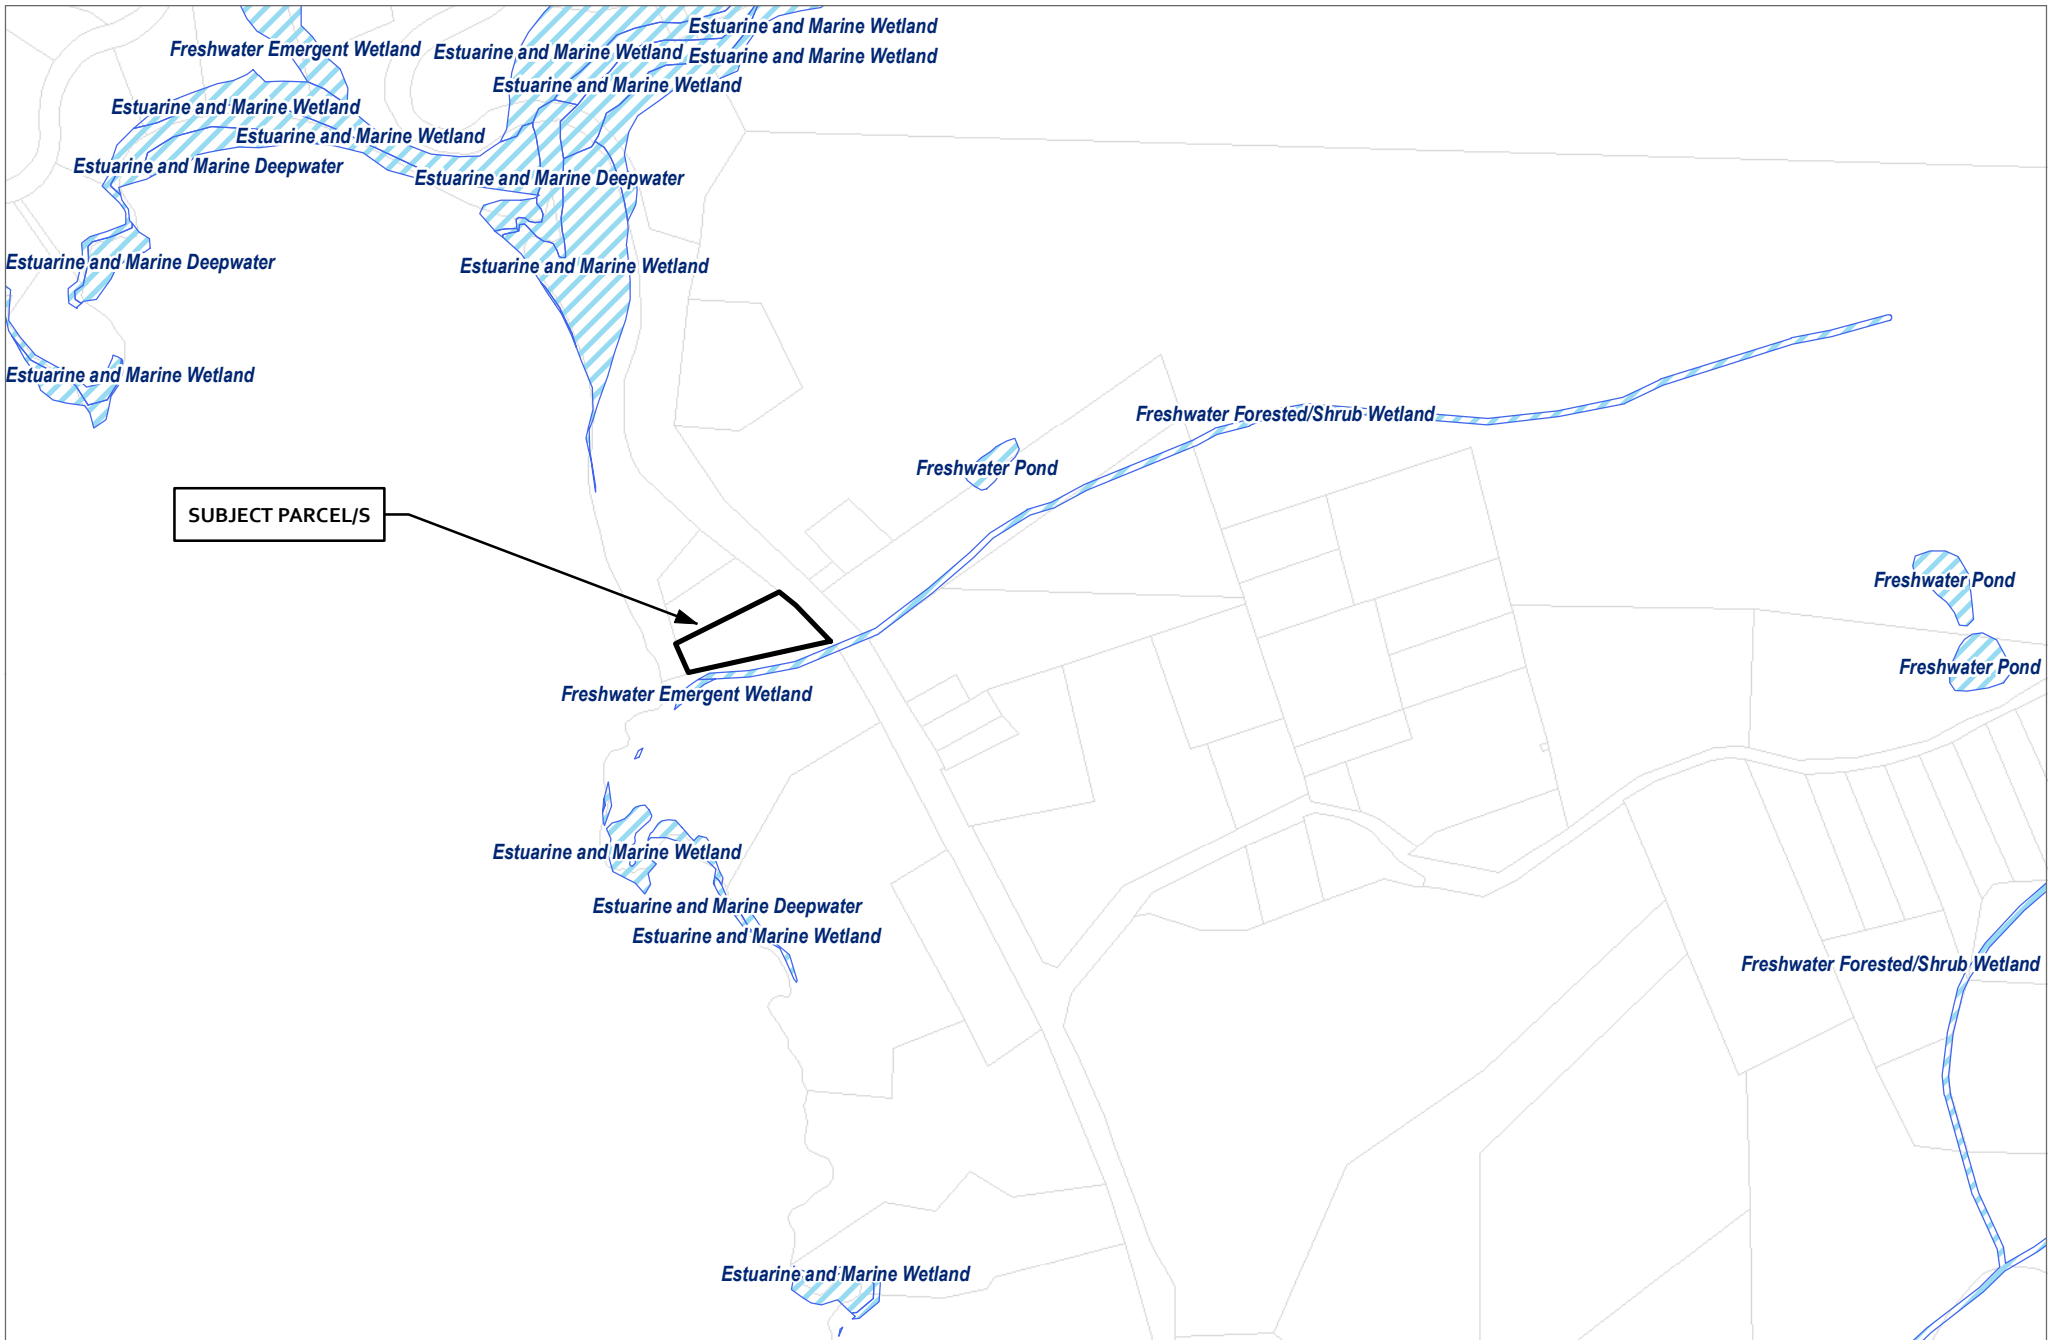 Estuarine and Marine Wetland
Freshwater Emergent Wetland
Estuarine and Marine Wetland
Estuarine and Marine Wetland
Estuarine and Marine Wetland
Estuarine and Marine Wetland
Estuarine and Marine Wetland
Estuarine and Marine Deepwater
Estuarine and Marine Deepwater
Estuarine and Marine Deepwater
Estuarine and Marine Wetland
Estuarine and Marine Wetland
Freshwater Forested/Shrub Wetland
Freshwater Pond
SUBJECT PARCEL/S
Freshwater Pond
Freshwater Pond
Freshwater Emergent Wetland
Estuarine and Marine Wetland
Estuarine and Marine Deepwater
Estuarine and Marine Wetland
Freshwater Forested/Shrub Wetland
Estuarine and Marine Wetland